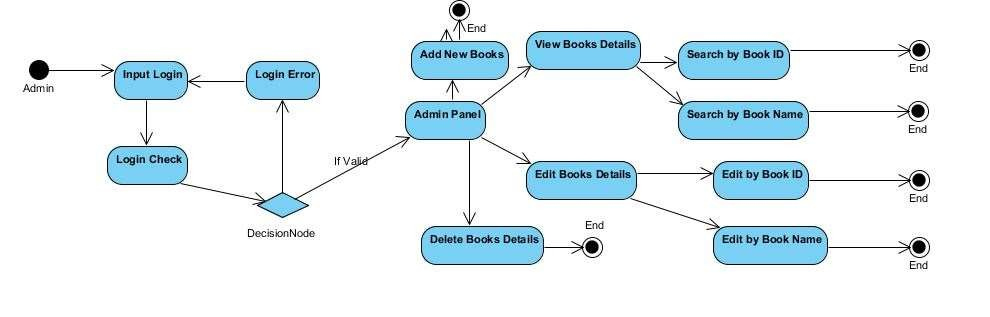 End
Add New Books
View Books Details
Search by Book ID
End
Admin
Input Login
Login Error
Admin Panel
Search by Book Name
End
If Valid
Login Check
Edit Books Details
Edit by Book ID
End
DecisionNode
Delete Books Details
End
Edit by Book Name
End